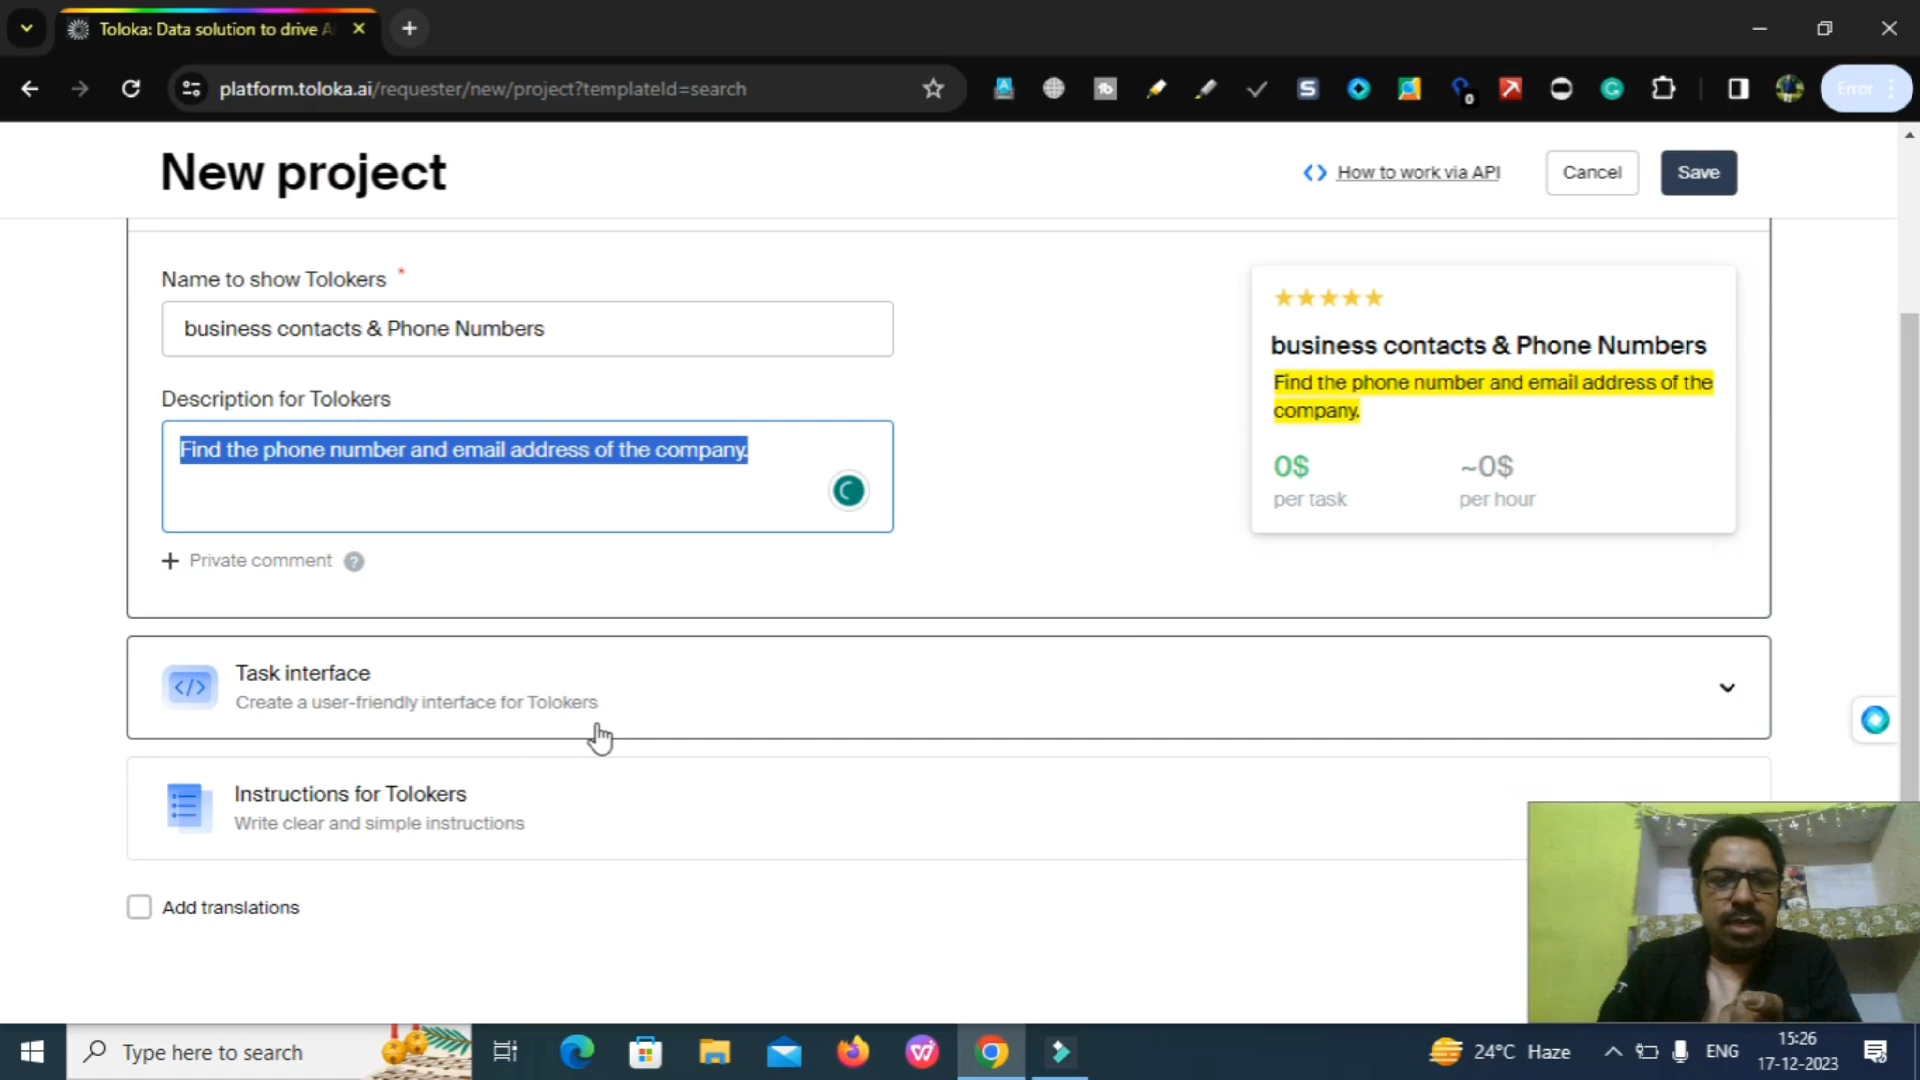 Toloka: Data solution to drive A
platform.toloka.ai/requester/new/project?templateId=search
Error
New project
How to work via API
Cancel
Save
Name to show Tolokers *
business contacts & Phone Numbers
Description for Tolokers
Find the phone number and email address of the company.
Private comment ?
★★★★★
business contacts & Phone Numbers
Find the phone number and email address of the
company.
0$
~0$
per task
per hour
Task interface
Create a user-friendly interface for Tolokers
Instructions for Tolokers
Write clear and simple instructions
Add translations
Type here to search
24°C Haze
ENG
15:26
17-12-2023